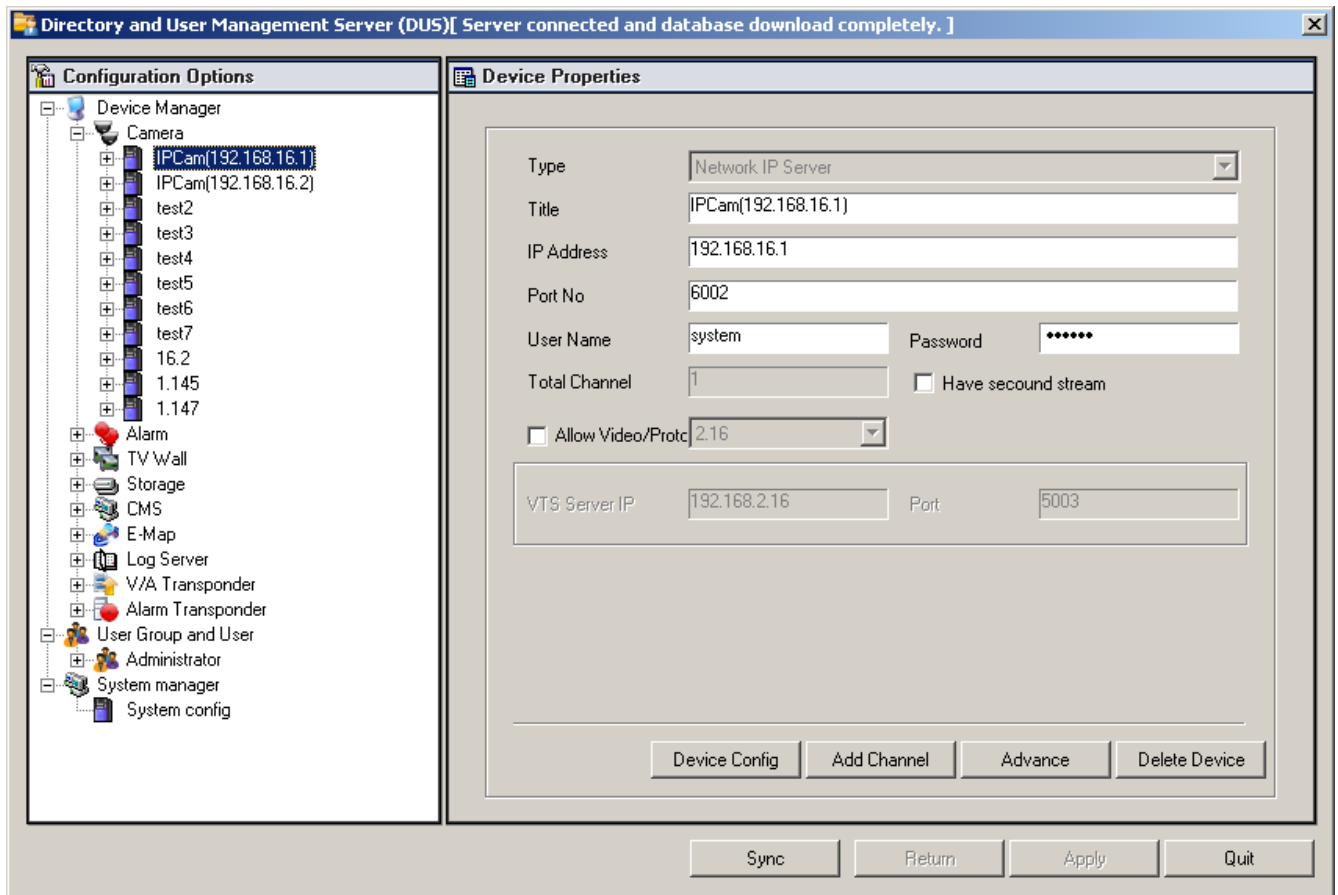 Directory and User Management Server (DUS)[ Server connected and database download completely. ]
Configuration Options
Device Manager
Camera
IPCam(192.168.16.1)
IPCam(192.168.16.2)
test2
test3
test4
test5
test6
test7
16.2
1.145
1.147
Alarm
TV Wall
Storage
CMS
E-Map
Log Server
V/A Transponder
Alarm Transponder
User Group and User
Administrator
System manager
System config
Device Properties
Type Network IP Server
Title IPCam(192.168.16.1)
IP Address 192.168.16.1
Port No 6002
User Name system Password ••••••
Total Channel 1 Have secound stream
Allow Video/Protc 2.16
VTS Server IP 192.168.2.16 Port 5003
Device Config Add Channel Advance Delete Device
Sync Return Apply Quit